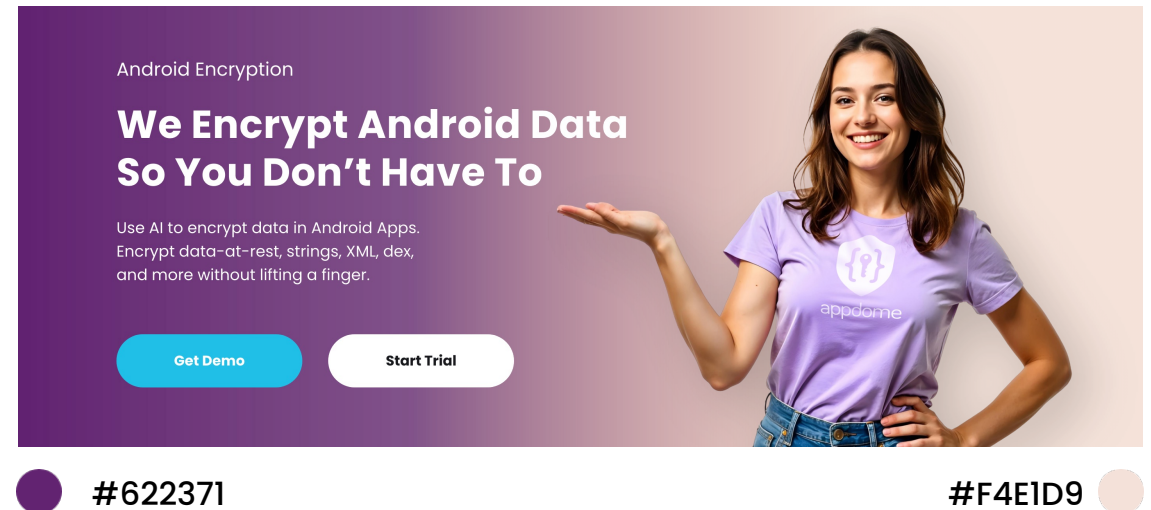 Android Encryption
We Encrypt Android Data
So You Don’t Have To
Use AI to encrypt data in Android Apps.
Encrypt data-at-rest, strings, XML, dex,
and more without lifting a finger.
Get Demo
Start Trial
{}
appdome
#622371
#F4E1D9